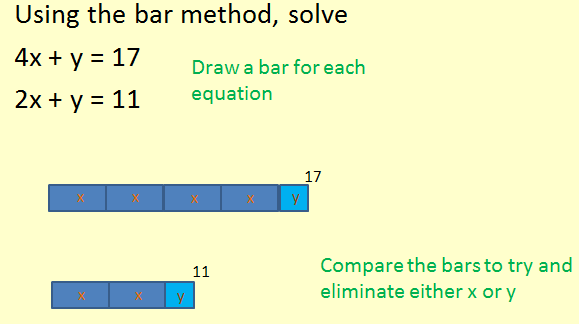 Using the bar method, solve
4x + y = 17
2x + y = 11
Draw a bar for each
equation
17
x x x x y
11
x x y
Compare the bars to try and
eliminate either x or y